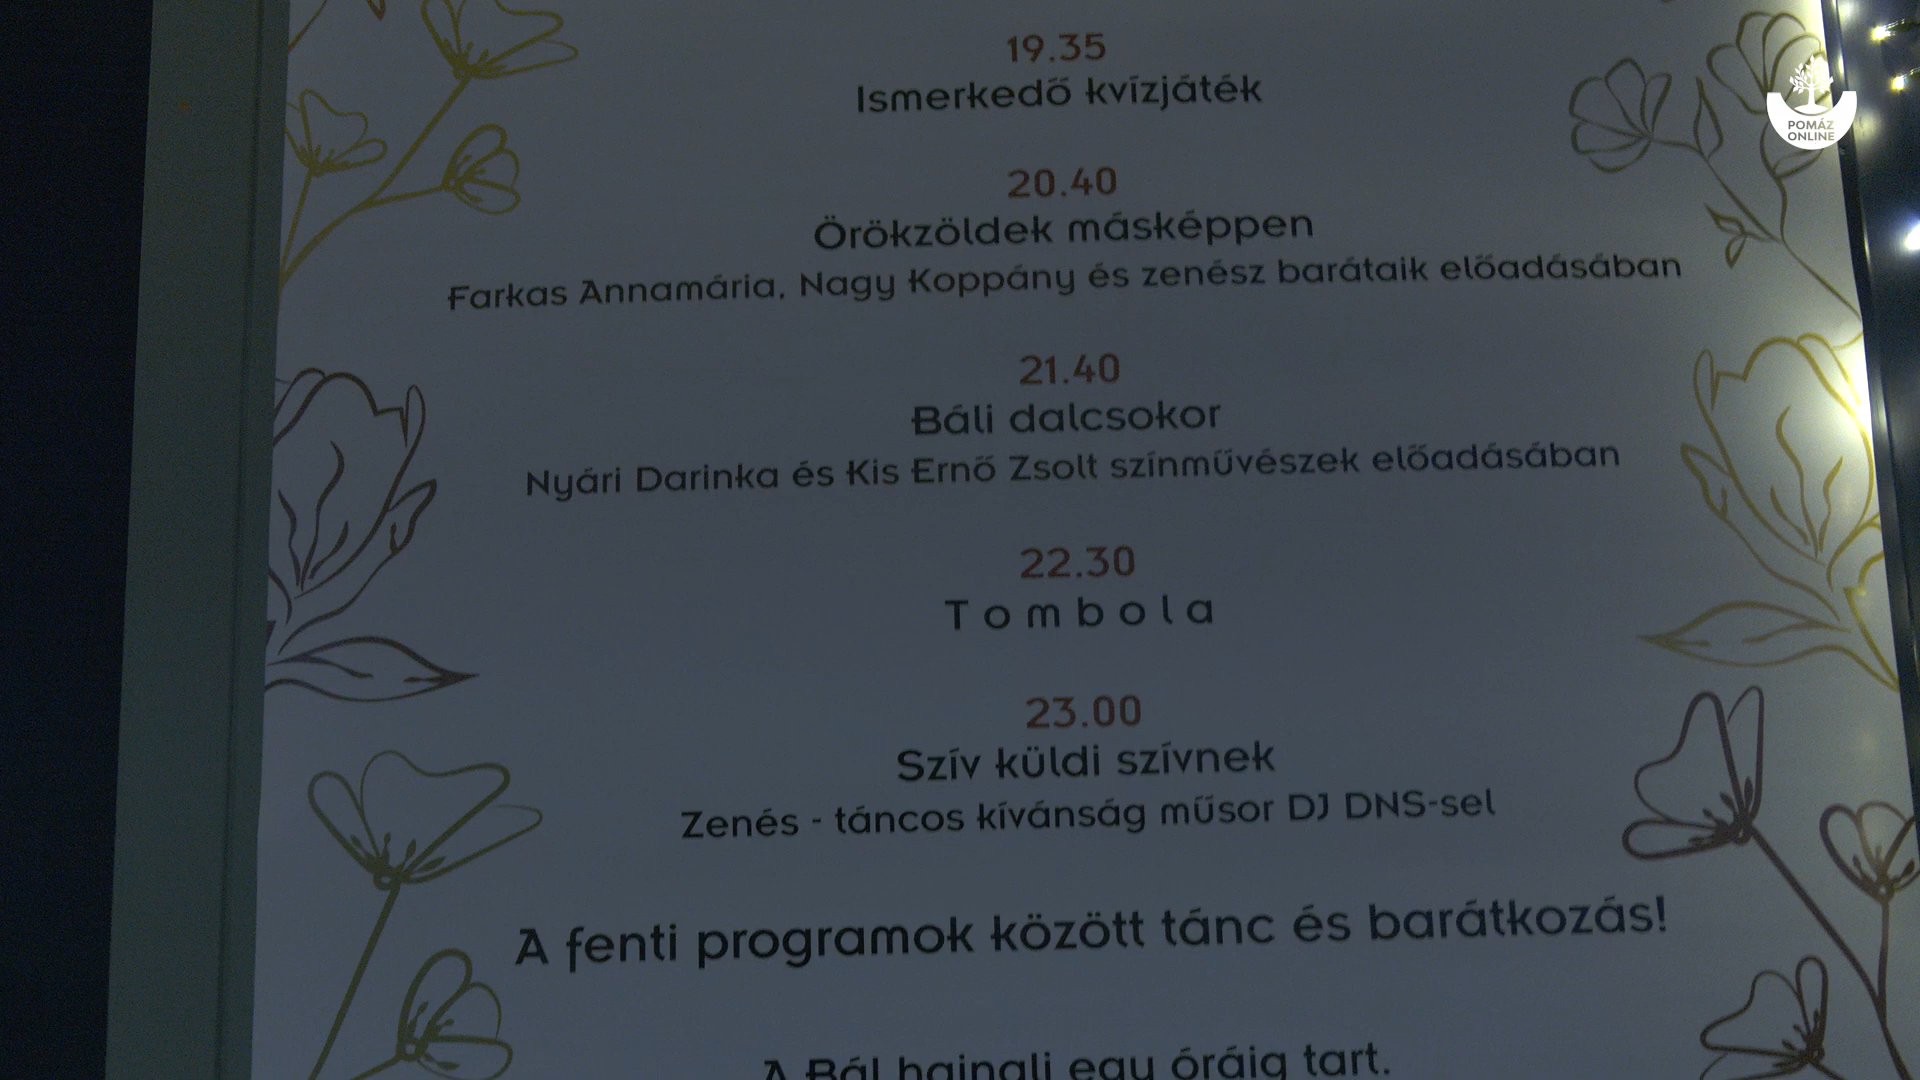 19.35
Ismerkedő kvízjáték
POMÁZ
ONLINE
20.40
Örökzöldek másképpen
Farkas Annamária, Nagy Koppány és zenész barátaik előadásában
21.40
Báli dalcsokor
Nyári Darinka és Kis Ernő Zsolt színművészek előadásában
22.30
Tombola
23.00
Szív küldi szívnek
Zenés - táncos kívánság műsor DJ DNS-sel
A fenti programok között tánc és barátkozás!
A Bál hajnali egy óráig tart.